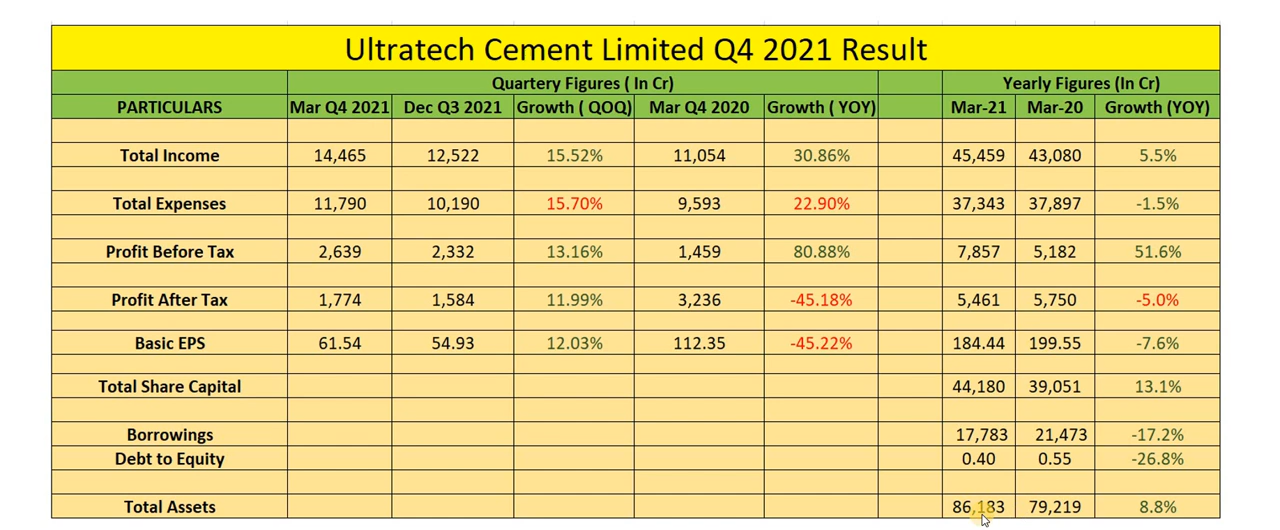 Ultratech Cement Limited Q4 2021 Result
Quartery Figures ( In Cr) Yearly Figures (In Cr)
PARTICULARS Mar Q4 2021 Dec Q3 2021 Growth ( QOQ) Mar Q4 2020 Growth ( YOY) Mar-21 Mar-20 Growth (YOY)
Total Income 14,465 12,522 15.52% 11,054 30.86% 45,459 43,080 5.5%
Total Expenses 11,790 10,190 15.70% 9,593 22.90% 37,343 37,897 -1.5%
Profit Before Tax 2,639 2,332 13.16% 1,459 80.88% 7,857 5,182 51.6%
Profit After Tax 1,774 1,584 11.99% 3,236 -45.18% 5,461 5,750 -5.0%
Basic EPS 61.54 54.93 12.03% 112.35 -45.22% 184.44 199.55 -7.6%
Total Share Capital 44,180 39,051 13.1%
Borrowings 17,783 21,473 -17.2%
Debt to Equity 0.40 0.55 -26.8%
Total Assets 86,183 79,219 8.8%